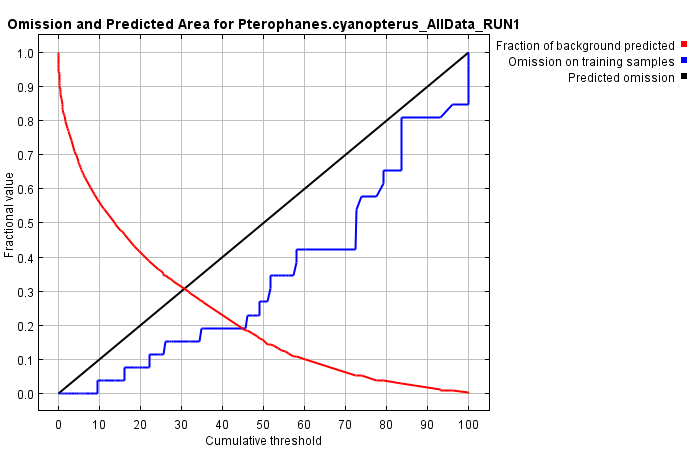 Omission and Predicted Area for Pterophanes.cyanopterus_AllData_RUN1
Fraction of background predicted
Omission on training samples
Predicted omission
Fractional value
1.0
0.9
0.8
0.7
0.6
0.5
0.4
0.3
0.2
0.1
0.0
0 10 20 30 40 50 60 70 80 90 100
Cumulative threshold